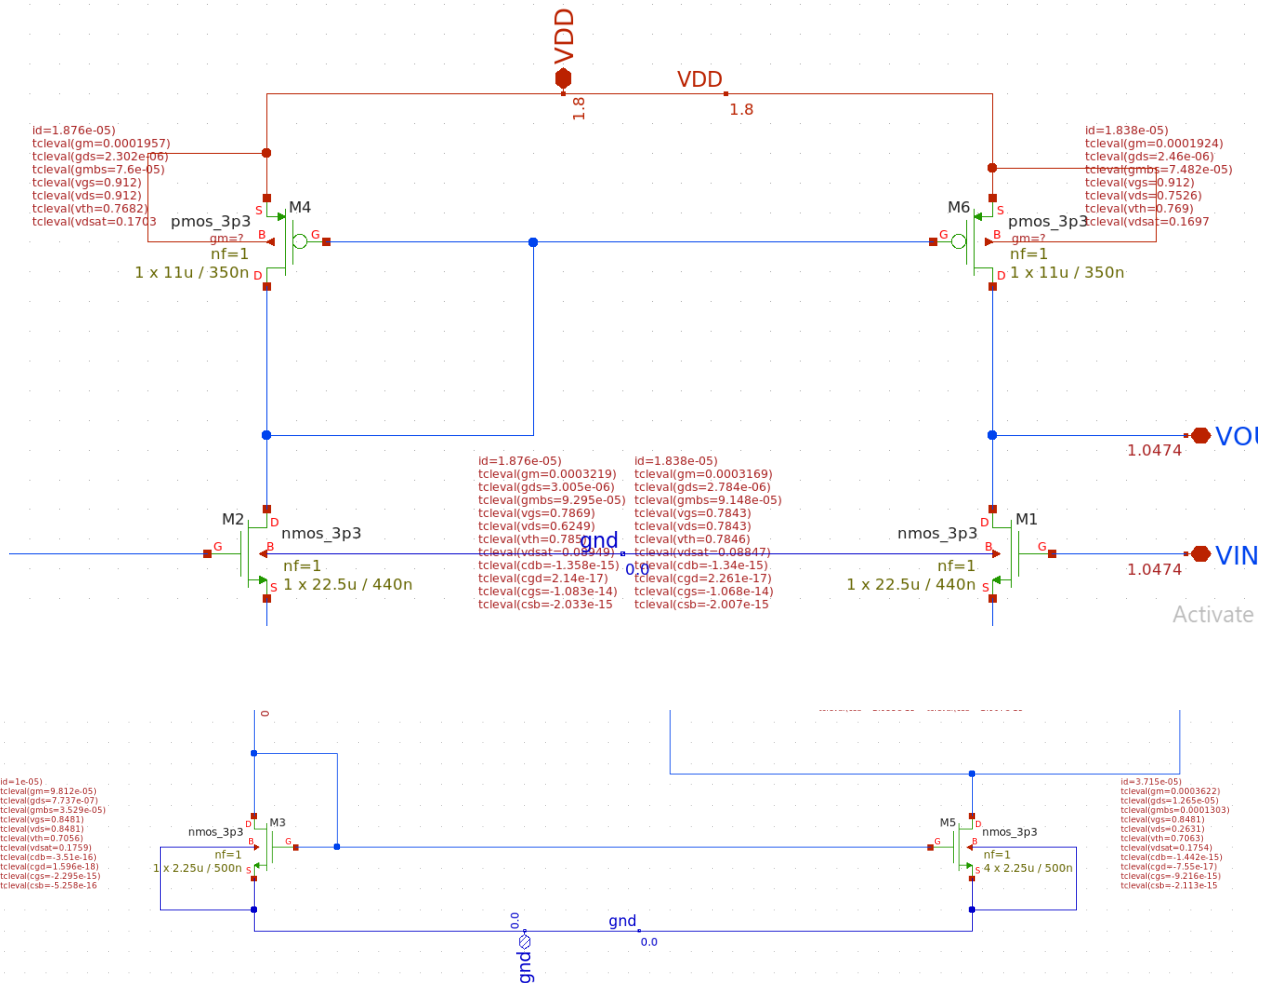 VDD
VDD
1.8
1.8
id=1.876e-05)
tcleval(gm=0.0001957)
tcleval(gds=2.302e-06)
tcleval(gmbs=7.6e-05)
tcleval(vgs=0.912)
tcleval(vds=0.912)
tcleval(vth=0.7682)
tcleval(vdsat=0.1703
id=1.838e-05)
tcleval(gm=0.0001924)
tcleval(gds=2.46e-06)
tcleval(gmbs=7.482e-05)
tcleval(vgs=0.912)
tcleval(vds=0.7526)
tcleval(vth=0.769)
tcleval(vdsat=0.1697
S
M4
pmos_3p3
B
G
gm=?
nf=1
D
1 x 11u / 350n
M6
S
pmos_3p3
G
B
gm=?
nf=1
D
1 x 11u / 350n
VOU
1.0474
id=1.876e-05)
tcleval(gm=0.0003219)
tcleval(gds=3.005e-06)
tcleval(gmbs=9.295e-05)
tcleval(vgs=0.7869)
tcleval(vds=0.6249)
tcleval(vth=0.785)
tcleval(vdsat=0.08949)
tcleval(cdb=-1.358e-15)
tcleval(cgd=2.14e-17)
tcleval(cgs=-1.083e-14)
tcleval(csb=-2.033e-15
id=1.838e-05)
tcleval(gm=0.0003169)
tcleval(gds=2.784e-06)
tcleval(gmbs=9.148e-05)
tcleval(vgs=0.7843)
tcleval(vds=0.7843)
tcleval(vth=0.7846)
tcleval(vdsat=0.08847)
tcleval(cdb=-1.34e-15)
tcleval(cgd=2.261e-17)
tcleval(cgs=-1.068e-14)
tcleval(csb=-2.007e-15
gnd
0.0
M2
D
nmos_3p3
G
B
nf=1
S
1 x 22.5u / 440n
D
M1
nmos_3p3
B
G
nf=1
1 x 22.5u / 440n
S
VIN
1.0474
Activate
0
id=1e-05)
tcleval(gm=9.812e-05)
tcleval(gds=7.737e-07)
tcleval(gmbs=3.529e-05)
tcleval(vgs=0.8481)
tcleval(vds=0.8481)
tcleval(vth=0.7056)
tcleval(vdsat=0.1759)
tcleval(cdb=-3.51e-16)
tcleval(cgd=1.596e-18)
tcleval(cgs=-2.295e-15)
tcleval(csb=-5.258e-16
D
M3
nmos_3p3
B
G
nf=1
1 x 2.25u / 500n
S
M5
D
nmos_3p3
G
B
nf=1
4 x 2.25u / 500n
S
id=3.715e-05)
tcleval(gm=0.0003622)
tcleval(gds=1.265e-05)
tcleval(gmbs=0.0001303)
tcleval(vgs=0.8481)
tcleval(vds=0.2631)
tcleval(vth=0.7063)
tcleval(vdsat=0.1754)
tcleval(cdb=-1.442e-15)
tcleval(cgd=-7.55e-17)
tcleval(cgs=-9.216e-15)
tcleval(csb=-2.113e-15
0.0
gnd
0.0
gnd